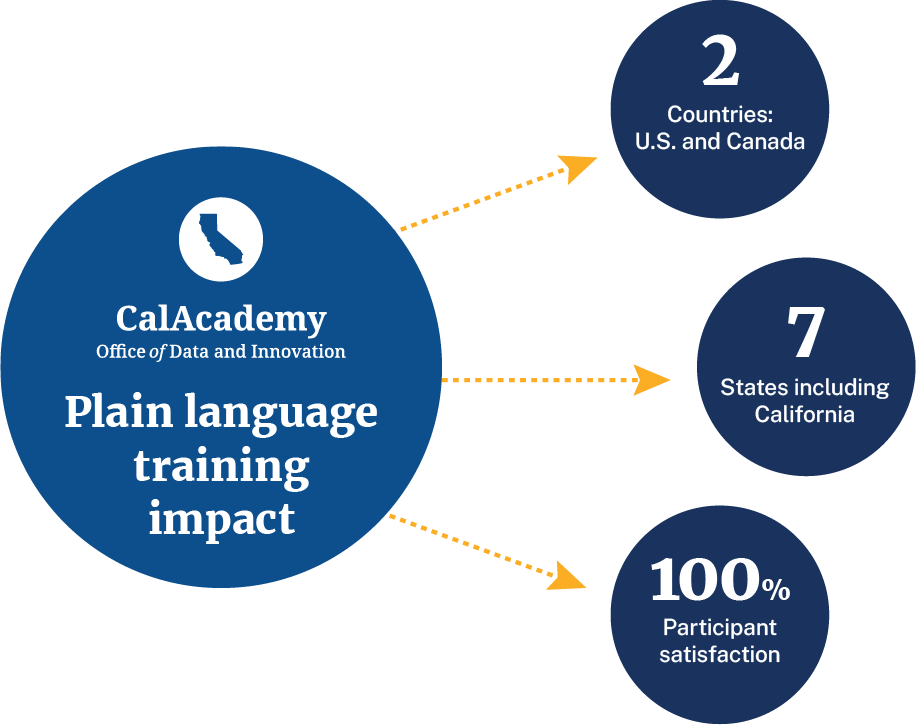 CalAcademy
Office of Data and Innovation
Plain language
training
impact
2
Countries:
U.S. and Canada
7
States including
California
100%
Participant
satisfaction